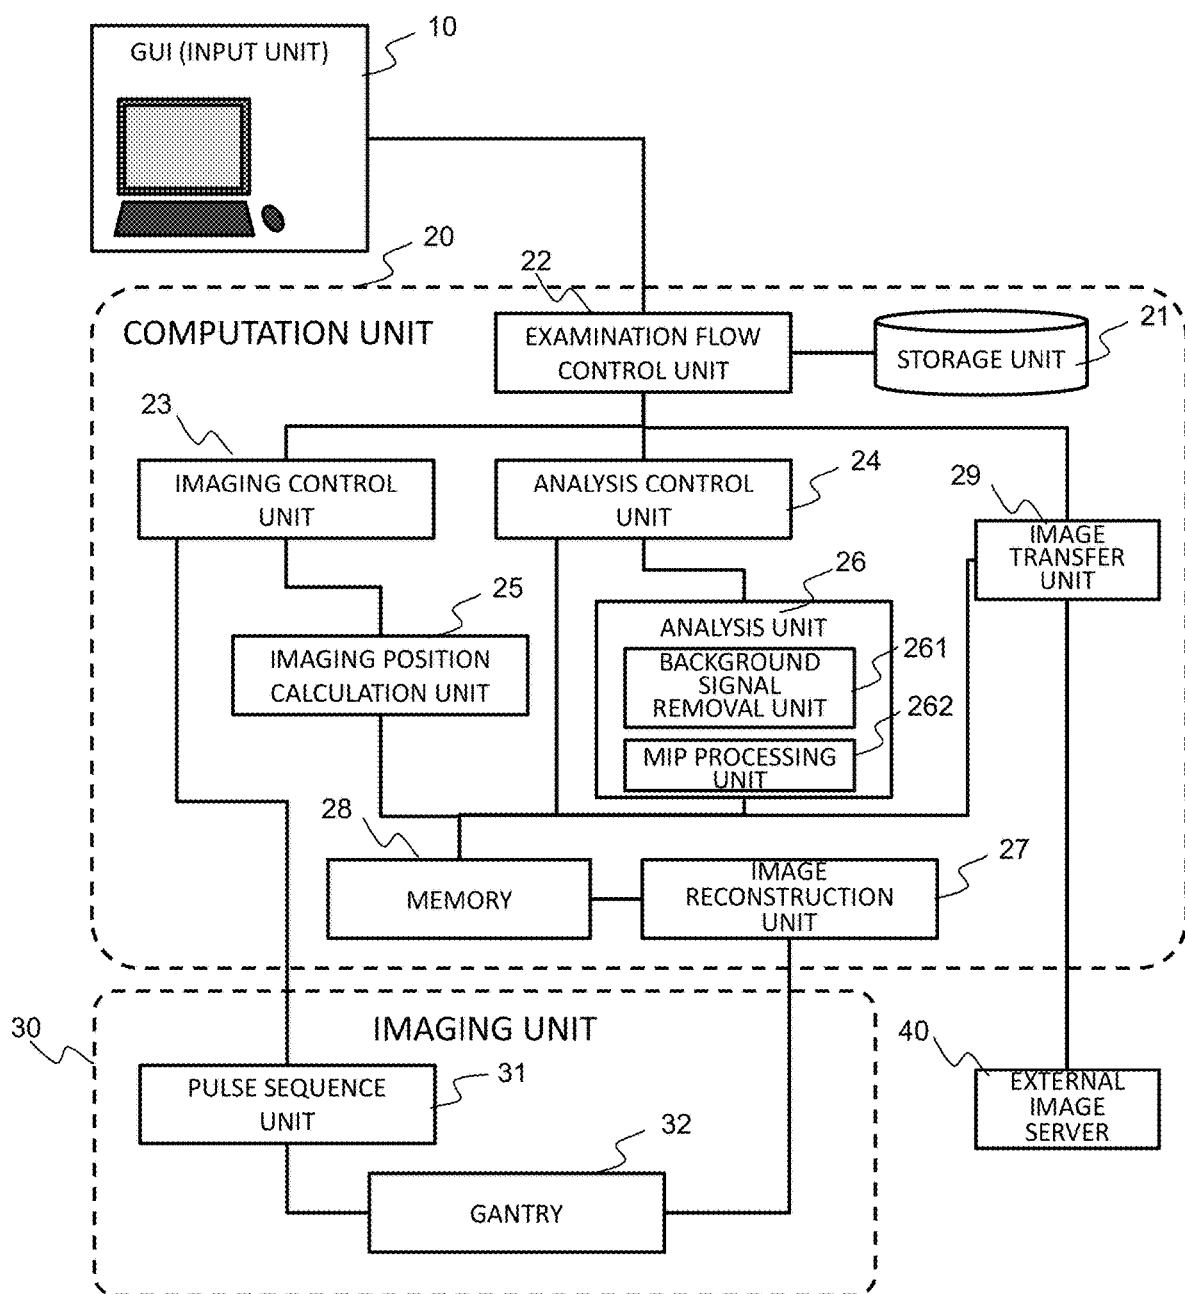 10
GUI (INPUT UNIT)
20
22
COMPUTATION UNIT
EXAMINATION FLOW
CONTROL UNIT
21
STORAGE UNIT
23
IMAGING CONTROL
UNIT
ANALYSIS CONTROL
UNIT
24
29
IMAGE
TRANSFER
UNIT
25
IMAGING POSITION
CALCULATION UNIT
26
ANALYSIS UNIT
BACKGROUND
SIGNAL
REMOVAL UNIT
261
262
MIP PROCESSING
UNIT
28
MEMORY
IMAGE
RECONSTRUCTION
UNIT
27
30
IMAGING UNIT
PULSE SEQUENCE
UNIT
31
32
GANTRY
40
EXTERNAL
IMAGE
SERVER